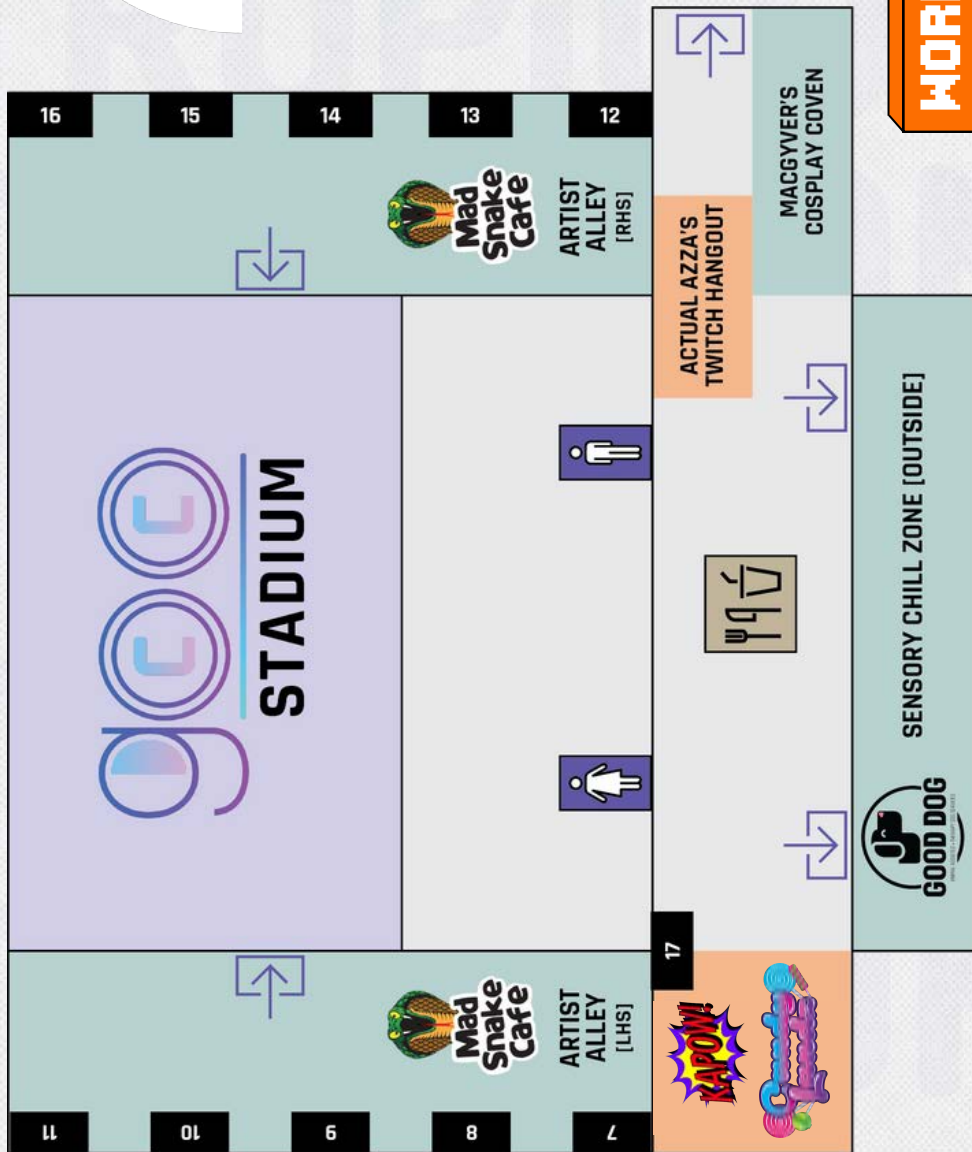 16
15
14
13
12
Mad
Snake
Cafe
ARTIST
ALLEY
[RHS]
MACGYVER'S
COSPLAY COVEN
ACTUAL AZZA'S
TWITCH HANGOUT
gcc
STADIUM
SENSORY CHILL ZONE [OUTSIDE]
GOOD DOG
17
KAPOW!
Mad
Snake
Cafe
ARTIST
ALLEY
[LHS]
11
10
9
8
7